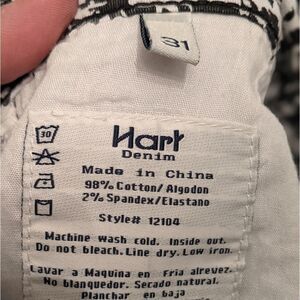 31
30
Hart
Denim
Made in China
98% Cotton/Algodon
2% Spandex/Elastano
Style# 12104
Machine wash cold. Inside out.
Do not bleach. Line dry. Low iron.
Lavar a Maquina en Fria alrevez.
No blanquedor. Secado natural.
Planchar en baja